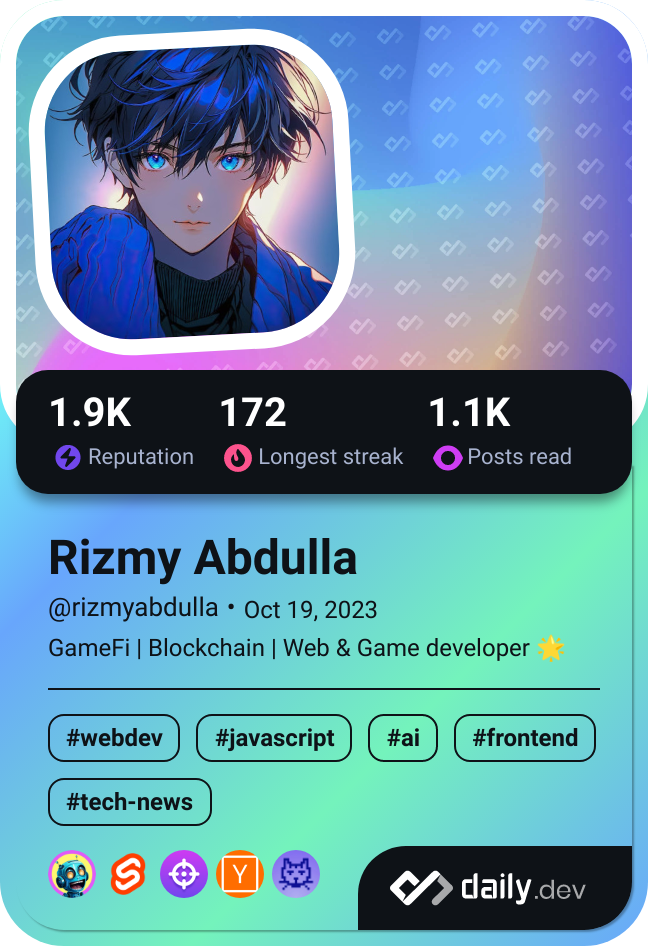 1.9K 172 1.1K
Reputation Longest streak Posts read
Rizmy Abdulla
@rizmyabdulla • Oct 19, 2023
GameFi | Blockchain | Web & Game developer 🌟
#webdev #javascript #ai #frontend
#tech-news
Y
daily.dev